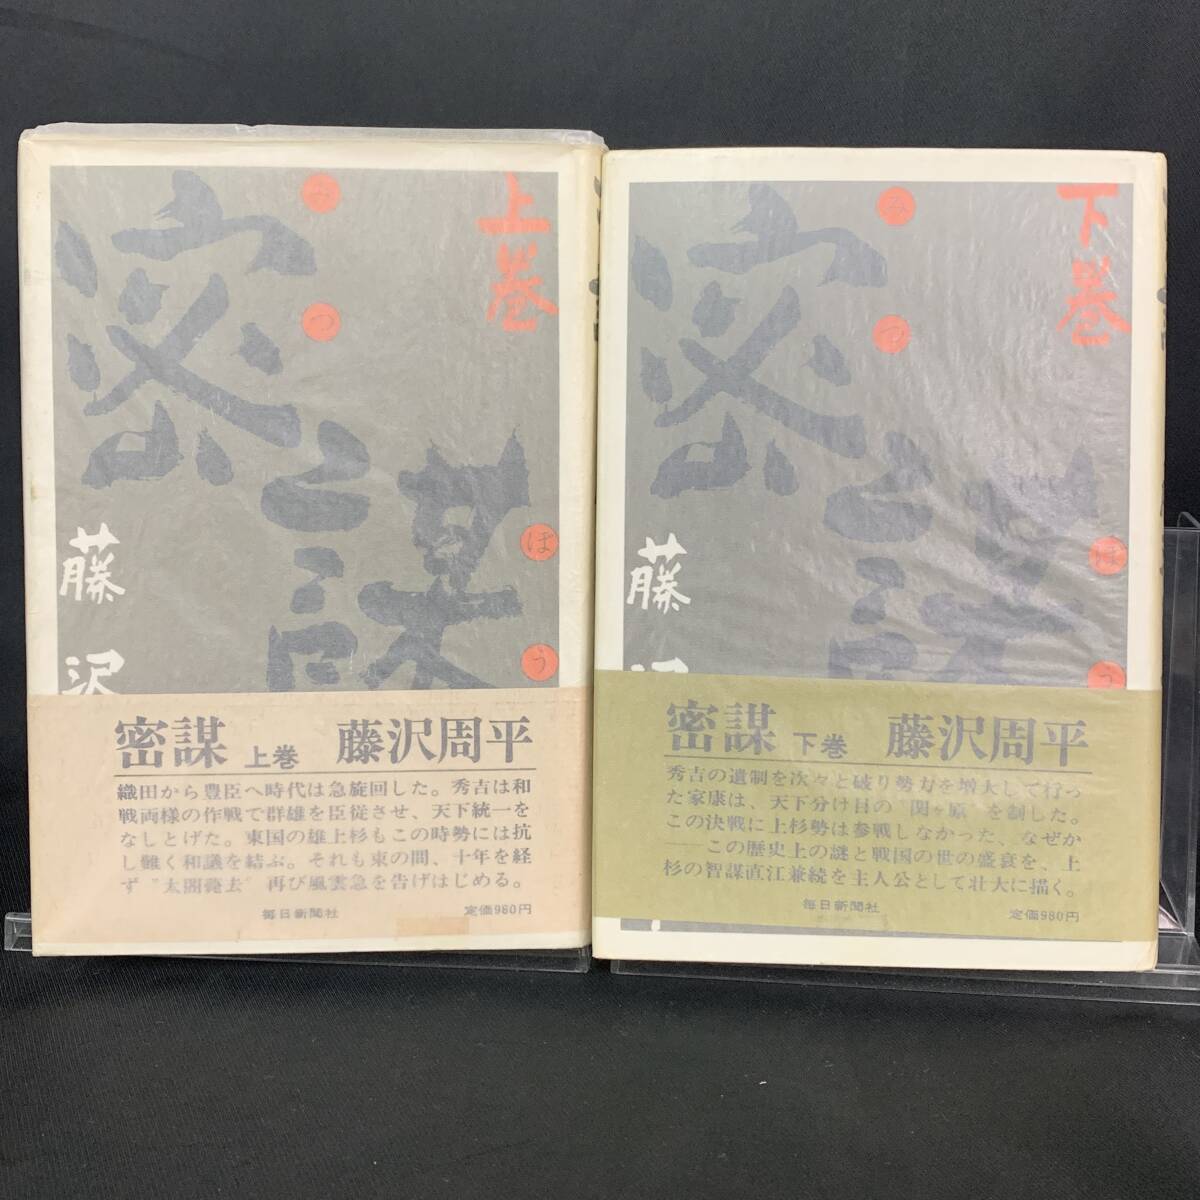 上巻
密謀
みつ
ぼう
藤沢
密謀 上巻 藤沢周平
織田から豊臣へ時代は急旋回した。秀吉は和
戦両様の作戦で群雄を臣従させ、天下統一を
なしとげた。東国の雄上杉もこの時勢には抗
し難く和議を結ぶ。それも束の間、十年を経
ず“太閤薨去”再び風雲急を告げはじめる。
毎日新聞社 定価980円
下巻
密謀
みつ
ぼう
藤沢
密謀 下巻 藤沢周平
秀吉の遺制を次々と破り勢力を増大して行っ
た家康は、天下分け目の“関ヶ原”を制した。
この決戦に上杉勢は参戦しなかった、なぜか
——この歴史上の謎と戦国の世の盛衰を、上
杉の智謀直江兼続を主人公として壮大に描く。
毎日新聞社 定価980円